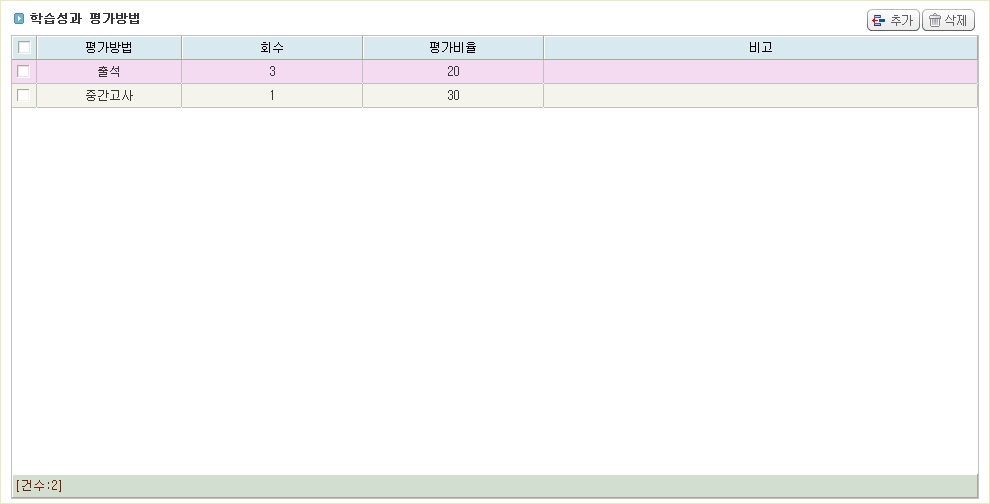 학습성과 평가방법
추가 삭제
평가방법 회수 평가비율 비고
출석 3 20
중간고사 1 30
[건수:2]